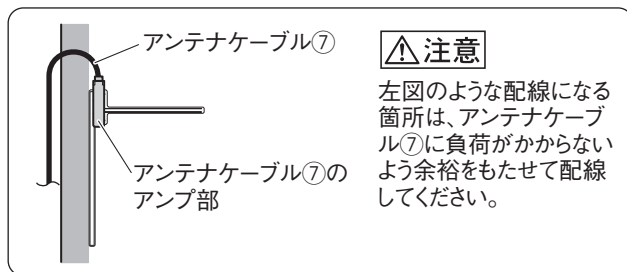 アンテナケーブル⑦
アンテナケーブル⑦の
アンプ部
⚠注意
左図のような配線になる
箇所は、アンテナケーブ
ル⑦に負荷がかからない
よう余裕をもたせて配線
してください。